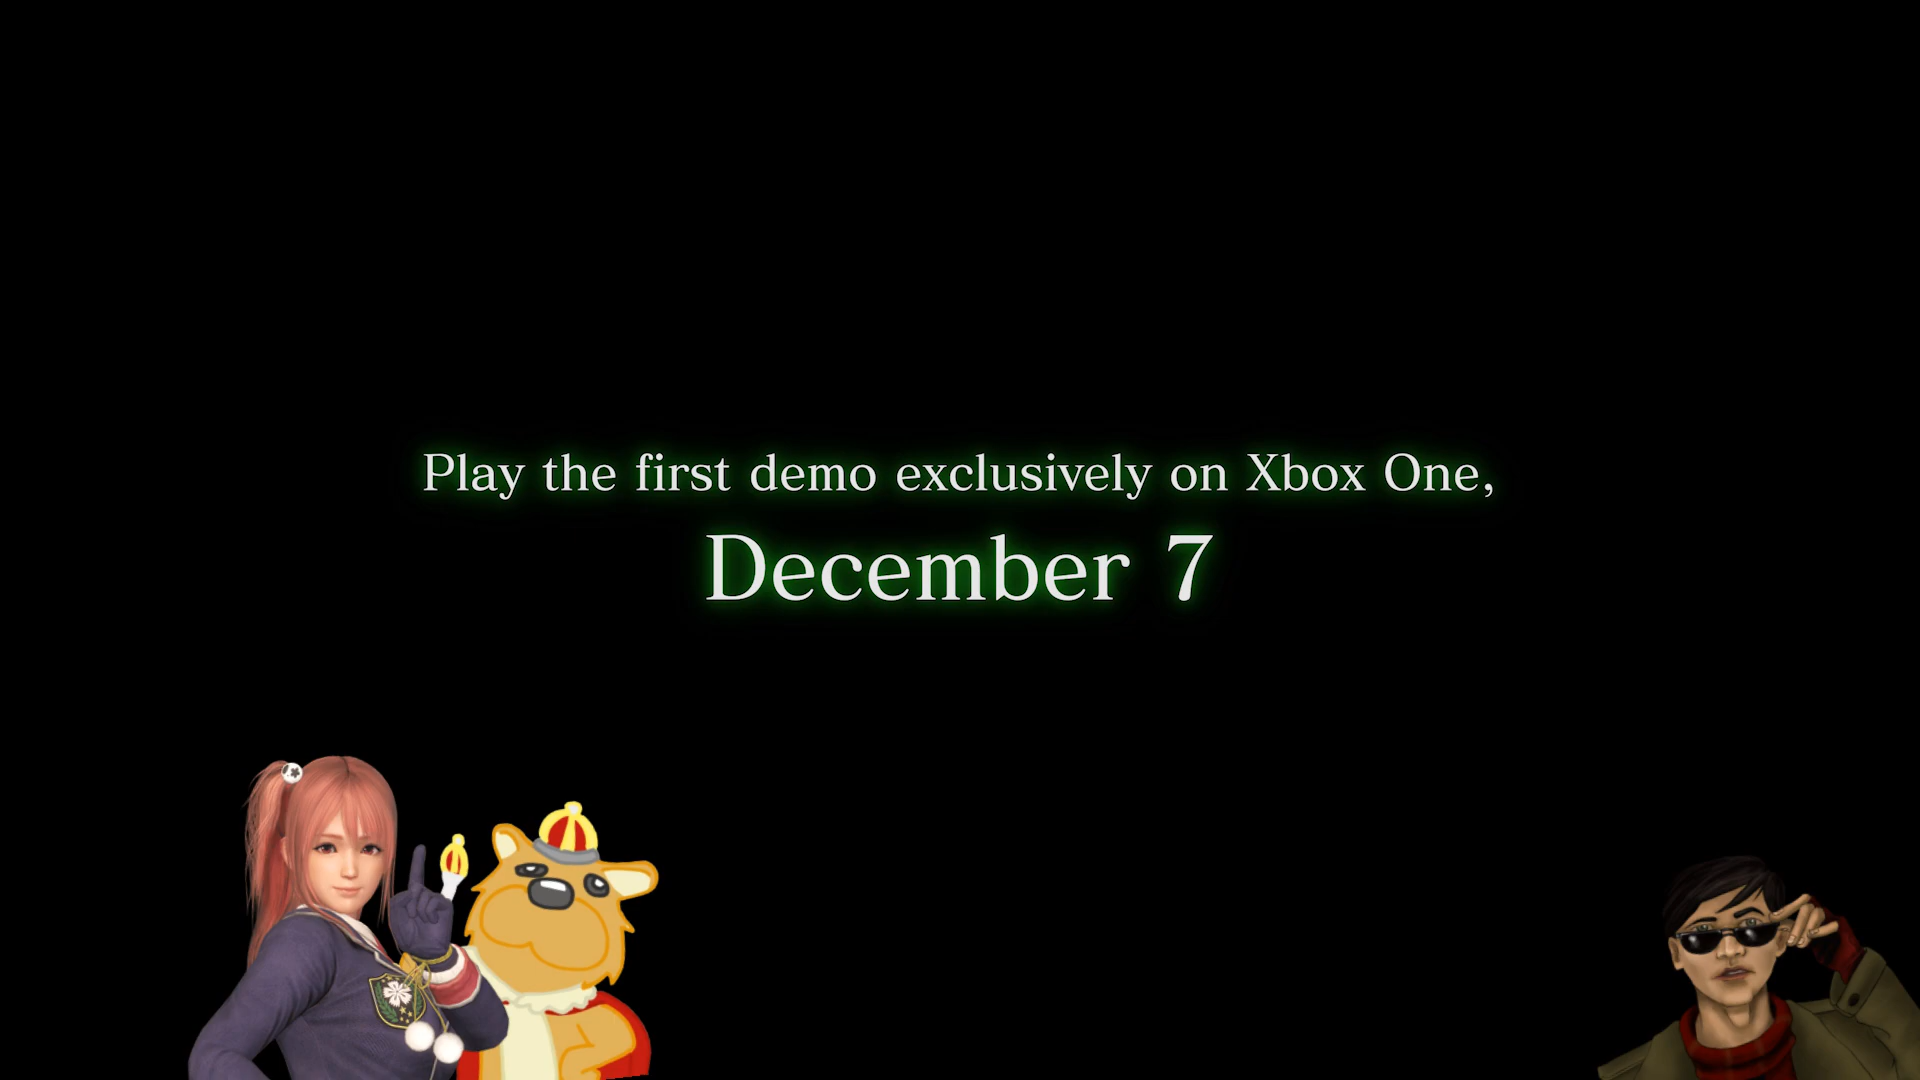 Play the first demo exclusively on Xbox One,
December 7